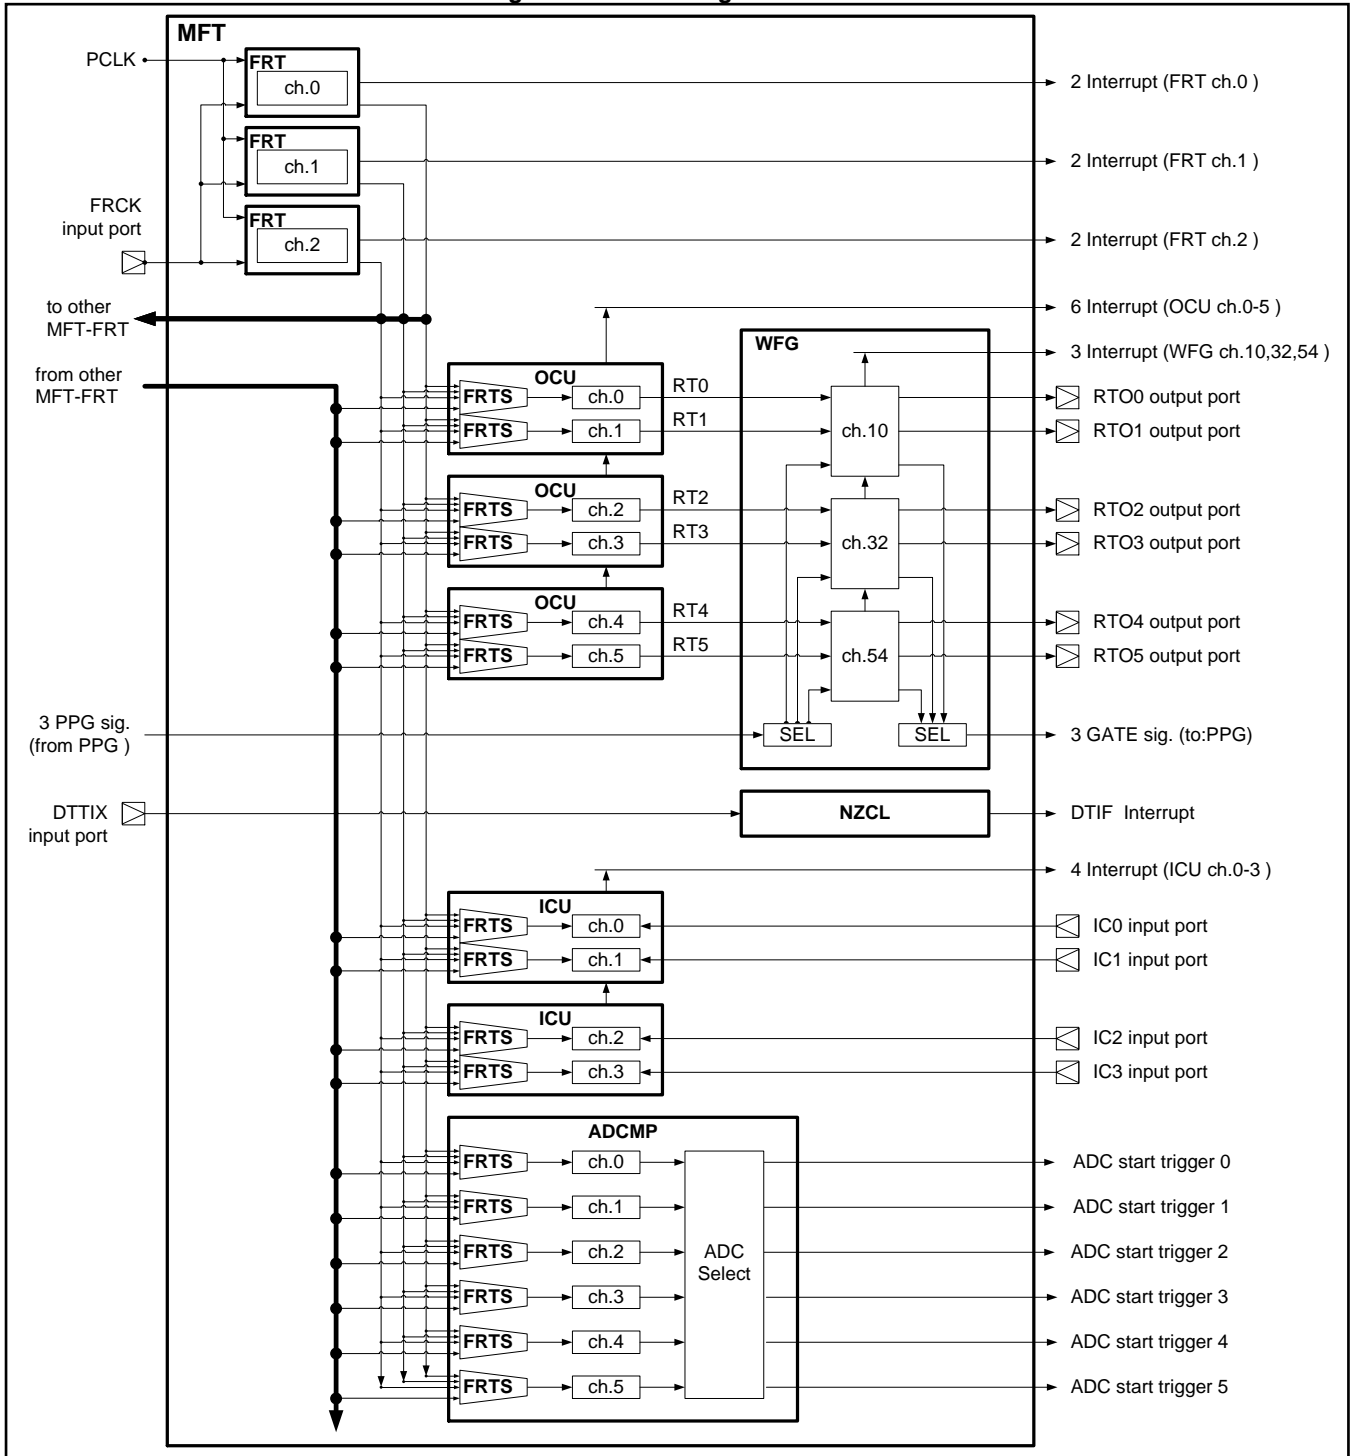 MFT
PCLK
FRT
ch.0
2 Interrupt (FRT ch.0 )
FRT
ch.1
2 Interrupt (FRT ch.1 )
FRCK
input port
FRT
ch.2
2 Interrupt (FRT ch.2 )
to other
MFT-FRT
6 Interrupt (OCU ch.0-5 )
WFG
3 Interrupt (WFG ch.10,32,54 )
from other
MFT-FRT
OCU
FRTS
ch.0
RT0
RTO0 output port
FRTS
ch.1
RT1
ch.10
RTO1 output port
OCU
FRTS
ch.2
RT2
RTO2 output port
FRTS
ch.3
RT3
ch.32
RTO3 output port
OCU
FRTS
ch.4
RT4
RTO4 output port
FRTS
ch.5
RT5
ch.54
RTO5 output port
3 PPG sig.
(from PPG )
SEL
SEL
3 GATE sig. (to:PPG)
DTTIX
input port
NZCL
DTIF Interrupt
4 Interrupt (ICU ch.0-3 )
ICU
FRTS
ch.0
IC0 input port
FRTS
ch.1
IC1 input port
ICU
FRTS
ch.2
IC2 input port
FRTS
ch.3
IC3 input port
ADCMP
FRTS
ch.0
ADC start trigger 0
FRTS
ch.1
ADC start trigger 1
FRTS
ch.2
ADC
Select
ADC start trigger 2
FRTS
ch.3
ADC start trigger 3
FRTS
ch.4
ADC start trigger 4
FRTS
ch.5
ADC start trigger 5